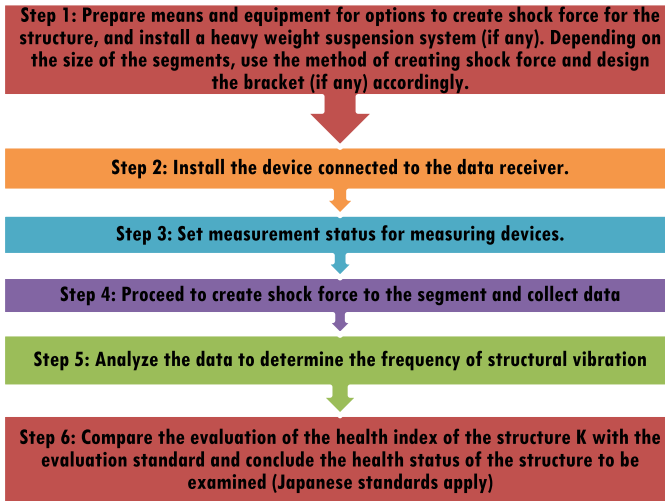 Step 1: Prepare means and equipment for options to create shock force for the
structure, and install a heavy weight suspension system (if any). Depending on
the size of the segments, use the method of creating shock force and design
the bracket (if any) accordingly.
Step 2: Install the device connected to the data receiver.
Step 3: Set measurement status for measuring devices.
Step 4: Proceed to create shock force to the segment and collect data
Step 5: Analyze the data to determine the frequency of structural vibration
Step 6: Compare the evaluation of the health index of the structure K with the
evaluation standard and conclude the health status of the structure to be
examined (Japanese standards apply)